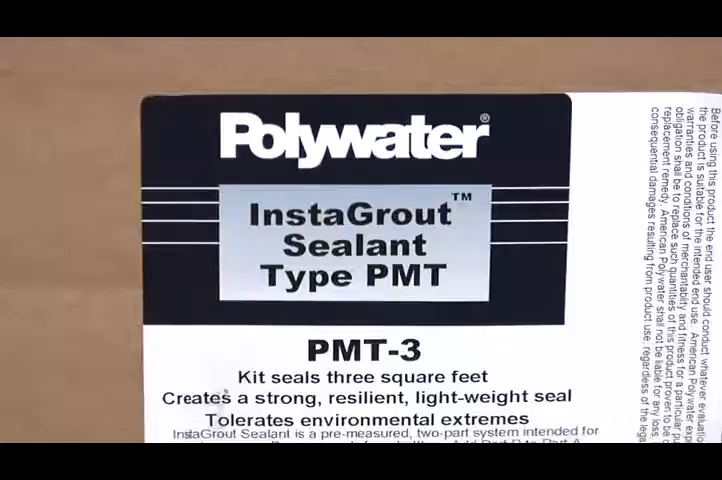 Polywater®
InstaGrout™
Sealant
Type PMT
PMT-3
Kit seals three square feet
Creates a strong, resilient, light-weight seal
Tolerates environmental extremes
InstaGrout Sealant is a pre-measured, two-part system intended for
Before using this product the end user should conduct whatever
the product is suitable for the intended end use. American Polywater
warranties and conditions of merchantability and fitness for a particular
obligation shall be to replace such quantities of this product proven to be
replacement remedy. American Polywater shall not be liable for any loss,
consequential damages resulting from product use, regardless of the legal